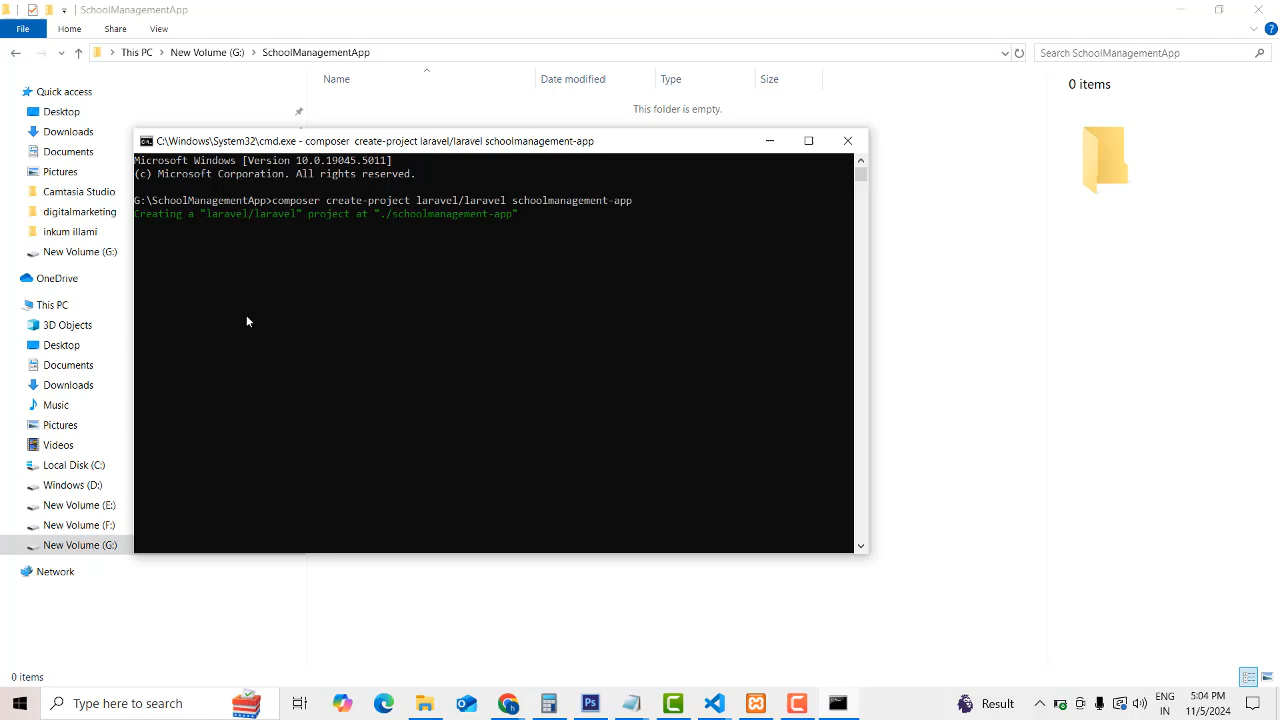 SchoolManagementApp
File
Home
Share
View
This PC
New Volume (G:)
SchoolManagementApp
Search SchoolManagementApp
Quick access
Desktop
Downloads
Documents
Pictures
Camtasia Studio
digitalmarketing
inkum illami
New Volume (G:)
OneDrive
This PC
3D Objects
Desktop
Documents
Downloads
Music
Pictures
Videos
Local Disk (C:)
Windows (D:)
New Volume (E:)
New Volume (F:)
New Volume (G:)
Network
Name
Date modified
Type
Size
This folder is empty.
0 items
C:\Windows\System32\cmd.exe - composer create-project laravel/laravel schoolmanagement-app
Microsoft Windows [Version 10.0.19045.5011]
(c) Microsoft Corporation. All rights reserved.
G:\SchoolManagementApp>composer create-project laravel/laravel schoolmanagement-app
Creating a "laravel/laravel" project at "./schoolmanagement-app"
0 items
Type here to search
Result
ENG
IN
5:04 PM
11/5/2024